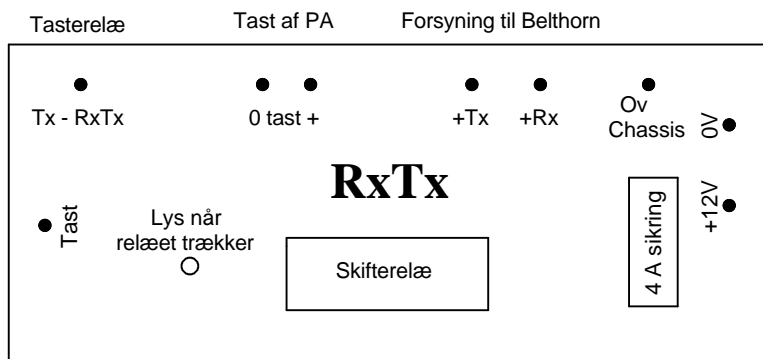 Tasterelæ
Tast af PA
Forsyning til Belthorn
Tx - RxTx
0 tast +
+Tx
+Rx
Ov
Chassis
0V
RxTx
+12V
Tast
Lys når
relæet trækker
Skifterelæ
4 A sikring